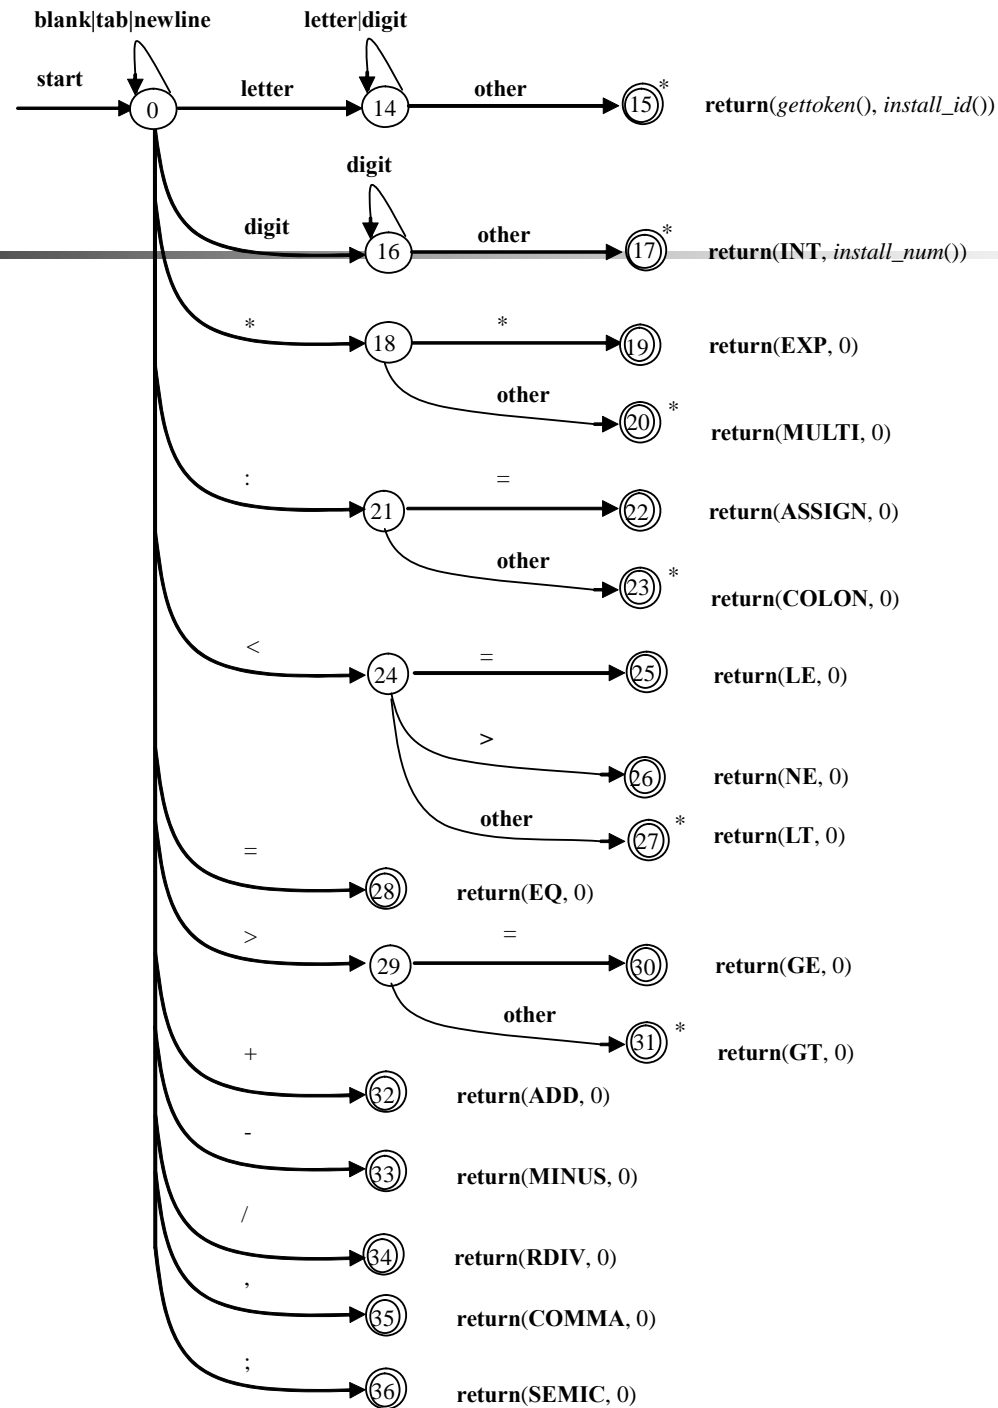 blank|tab|newline letter|digit
start letter other *
0 14 15 return(gettoken(), install_id())
digit
digit other *
16 17 return(INT, install_num())
* *
18 19 return(EXP, 0)
other *
20 return(MULTI, 0)
: =
21 22 return(ASSIGN, 0)
other *
23 return(COLON, 0)
< =
24 25 return(LE, 0)
>
26 return(NE, 0)
other *
27 return(LT, 0)
=
28 return(EQ, 0)
> =
29 30 return(GE, 0)
other *
31 return(GT, 0)
+
32 return(ADD, 0)
-
33 return(MINUS, 0)
/
34 return(RDIV, 0)
,
35 return(COMMA, 0)
;
36 return(SEMIC, 0)